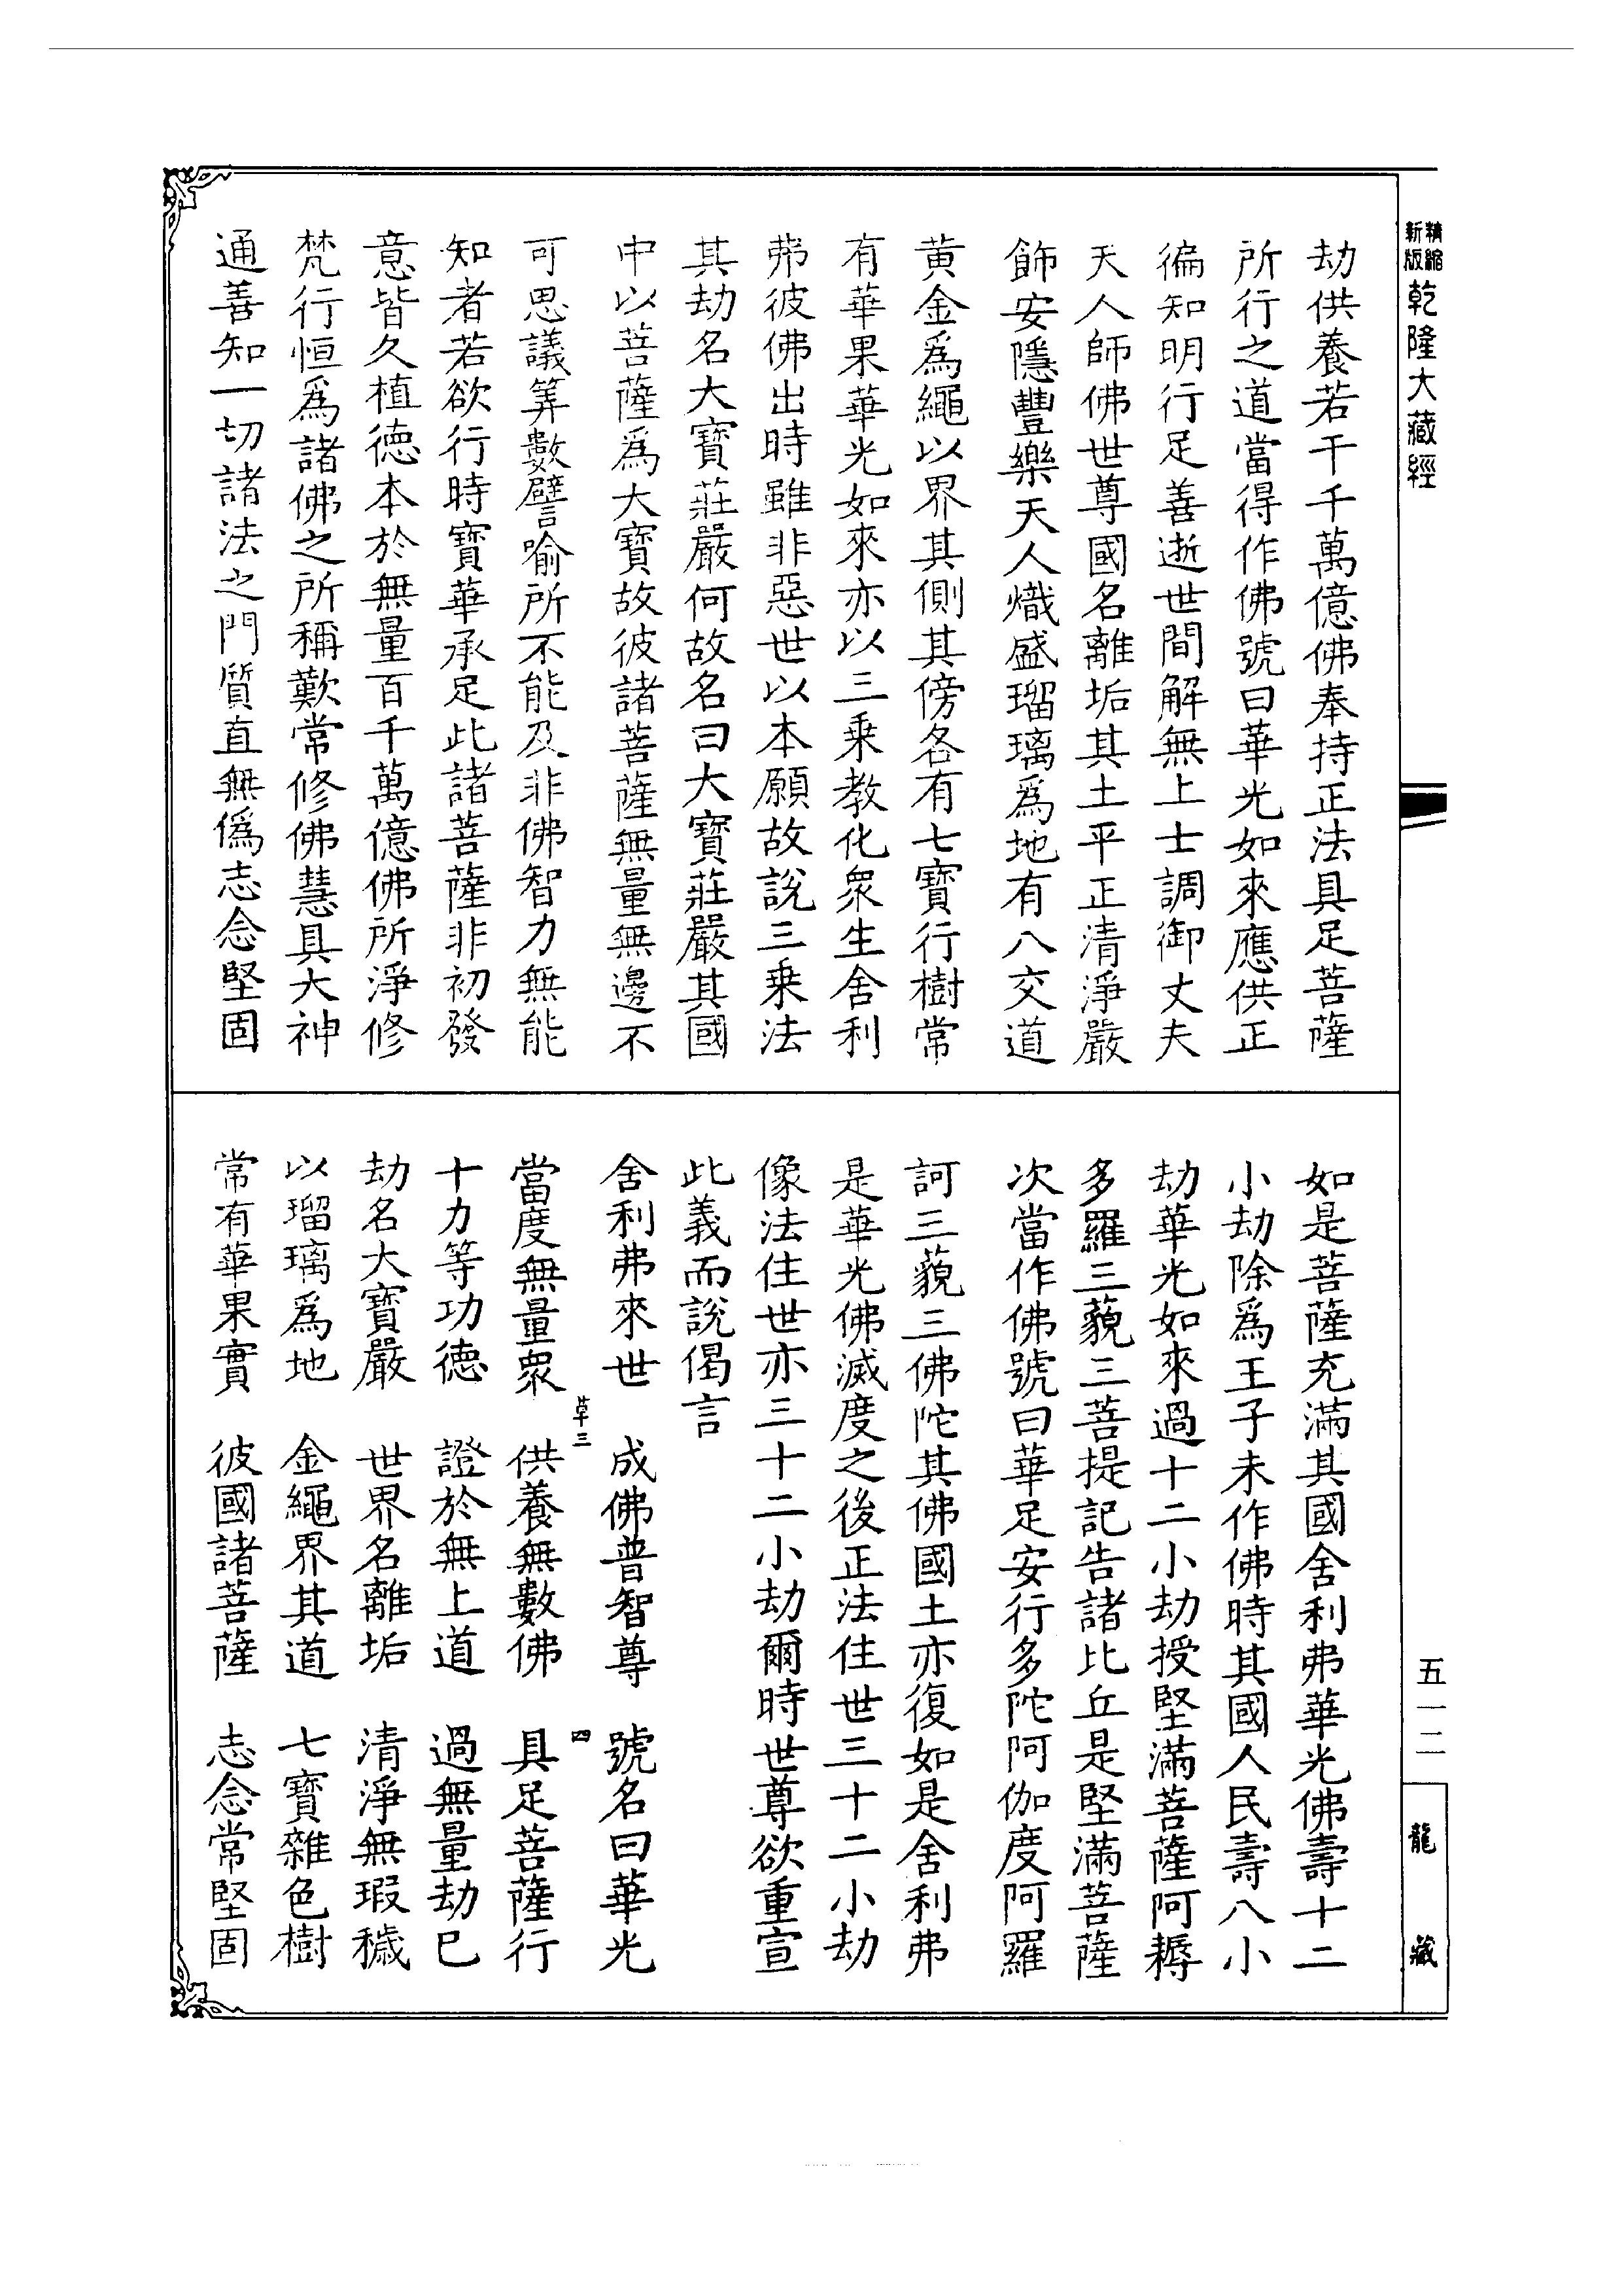 精縮
新版
乾隆大藏經
劫供養若干千萬億佛奉持正法具足菩薩
所行之道當得作佛號曰華光如來應供正
徧知明行足善逝世間解無上士調御丈夫
天人師佛世尊國名離垢其土平正清淨嚴
飾安隱豐樂天人熾盛瑠璃爲地有八交道
黃金爲繩以界其側其傍各有七寶行樹常
有華果華光如來亦以三乗教化衆生舍利
弗彼佛出時雖非惡世以本願故說三乗法
其劫名大寶莊嚴何故名曰大寶莊嚴其國
中以菩薩爲大寶故彼諸菩薩無量無邊不
可思議筭數譬喻所不能及非佛智力無能
知者若欲行時寶華承足此諸菩薩非初發
意皆久植徳本於無量百千萬億佛所淨修
梵行恒爲諸佛之所稱歎常修佛慧具大神
通善知一切諸法之門質直無僞志念堅固
如是菩薩充滿其國舍利弗華光佛壽十二
小劫除爲王子未作佛時其國人民壽八小
劫華光如來過十二小劫授堅滿菩薩阿耨
多羅三藐三菩提記告諸比丘是堅滿菩薩
次當作佛號曰華足安行多陀阿伽度阿羅
訶三藐三佛陀其佛國土亦復如是舍利弗
是華光佛滅度之後正法住世三十二小劫
像法住世亦三十二小劫爾時世尊欲重宣
此義而說偈言
舍利弗來世　成佛普智尊　號名曰華光
草三　四
當度無量衆　供養無數佛　具足菩薩行
十力等功徳　證於無上道　過無量劫已
劫名大寶嚴　世界名離垢　清淨無瑕穢
以瑠璃爲地　金繩界其道　七寶雜色樹
常有華果實　彼國諸菩薩　志念常堅固
五一二
龍藏